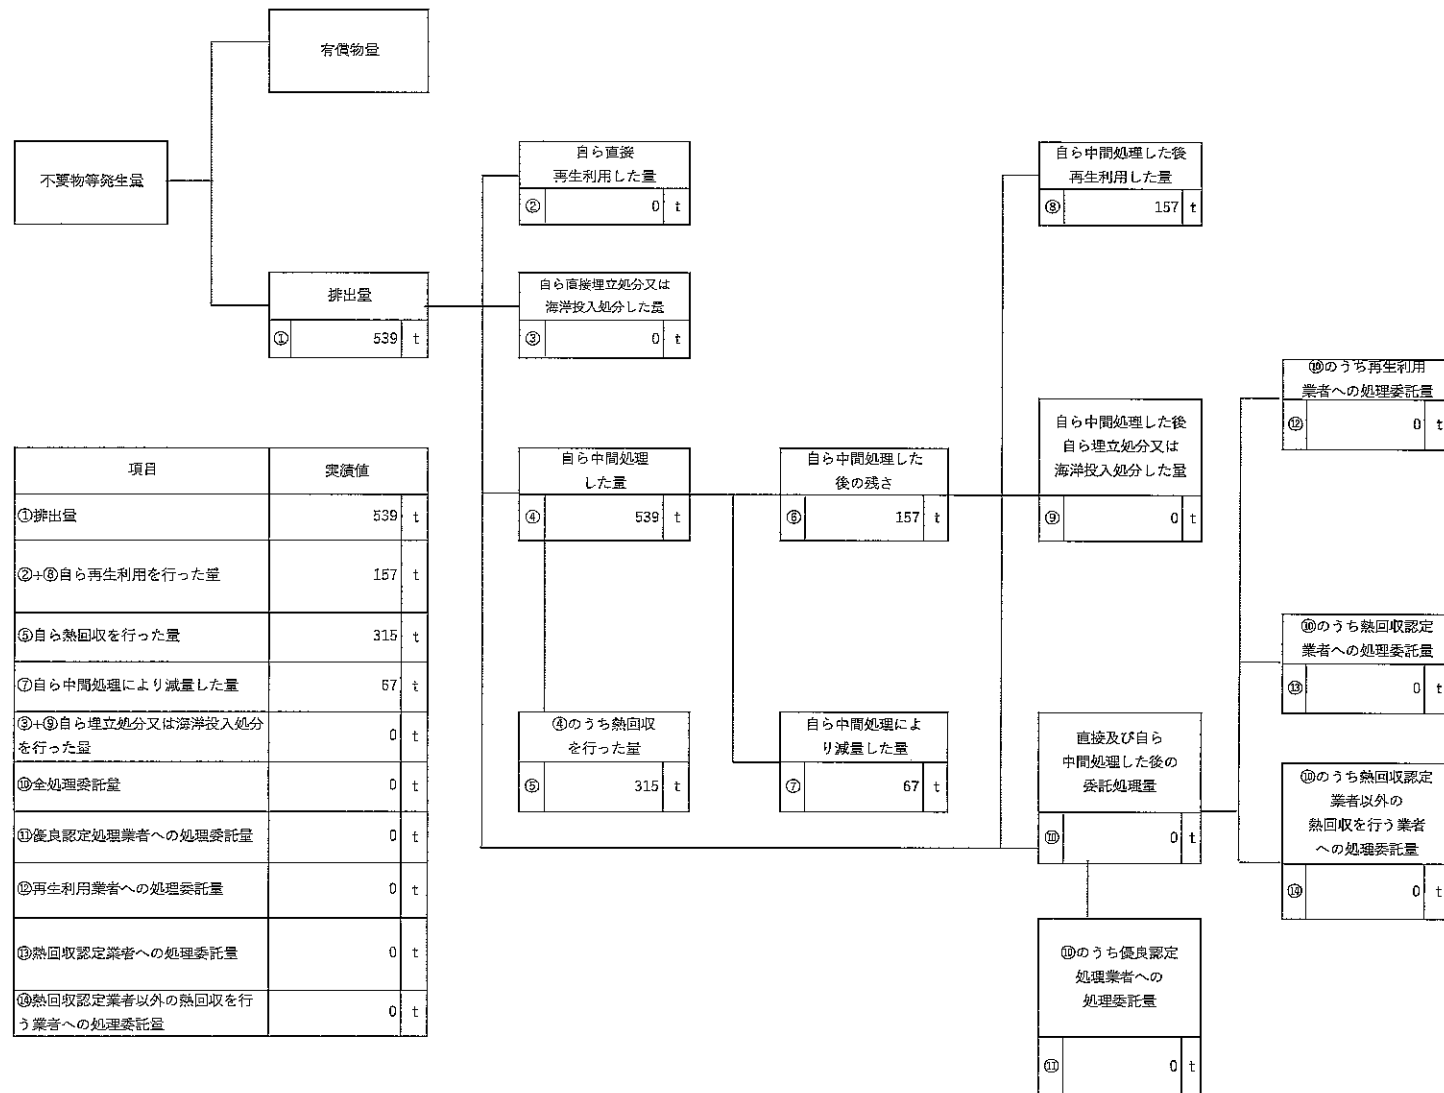 有償物量
不要物等発生量
排出量
① 539 t
自ら直接
再生利用した量
② 0 t
自ら直接埋立処分又は
海洋投入処分した量
③ 0 t
自ら中間処理
した量
④ 539 t
④のうち熱回収
を行った量
⑤ 315 t
自ら中間処理した
後の残さ
⑥ 157 t
自ら中間処理によ
り減量した量
⑦ 67 t
自ら中間処理した後
再生利用した量
⑧ 157 t
自ら中間処理した後
自ら埋立処分又は
海洋投入処分した量
⑨ 0 t
直接及び自ら
中間処理した後の
委託処理量
⑩ 0 t
⑩のうち優良認定
処理業者への
処理委託量
⑪ 0 t
⑩のうち再生利用
業者への処理委託量
⑫ 0 t
⑩のうち熱回収認定
業者への処理委託量
⑬ 0 t
⑩のうち熱回収認定
業者以外の
熱回収を行う業者
への処理委託量
⑭ 0 t
項目 実績値
①排出量 539 t
②+⑧自ら再生利用を行った量 157 t
⑤自ら熱回収を行った量 315 t
⑦自ら中間処理により減量した量 67 t
③+⑨自ら埋立処分又は海洋投入処分
を行った量 0 t
⑩全処理委託量 0 t
⑪優良認定処理業者への処理委託量 0 t
⑫再生利用業者への処理委託量 0 t
⑬熱回収認定業者への処理委託量 0 t
⑭熱回収認定業者以外の熱回収を行
う業者への処理委託量 0 t